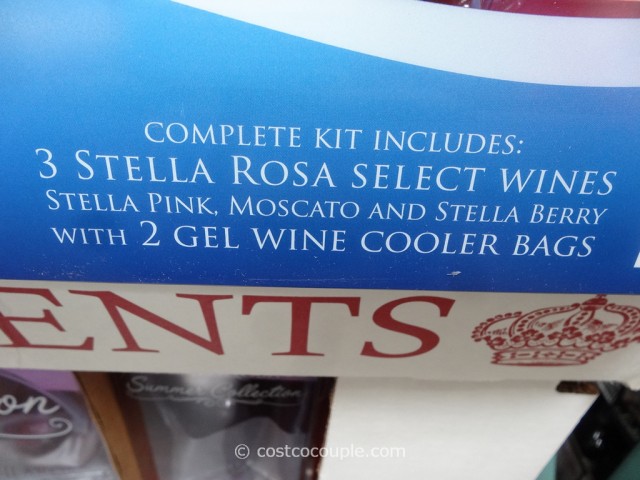 COMPLETE KIT INCLUDES:
3 STELLA ROSA SELECT WINES
STELLA PINK, MOSCATO AND STELLA BERRY
WITH 2 GEL WINE COOLER BAGS
ENTS
Summer Collection
on
© costcocouple.com